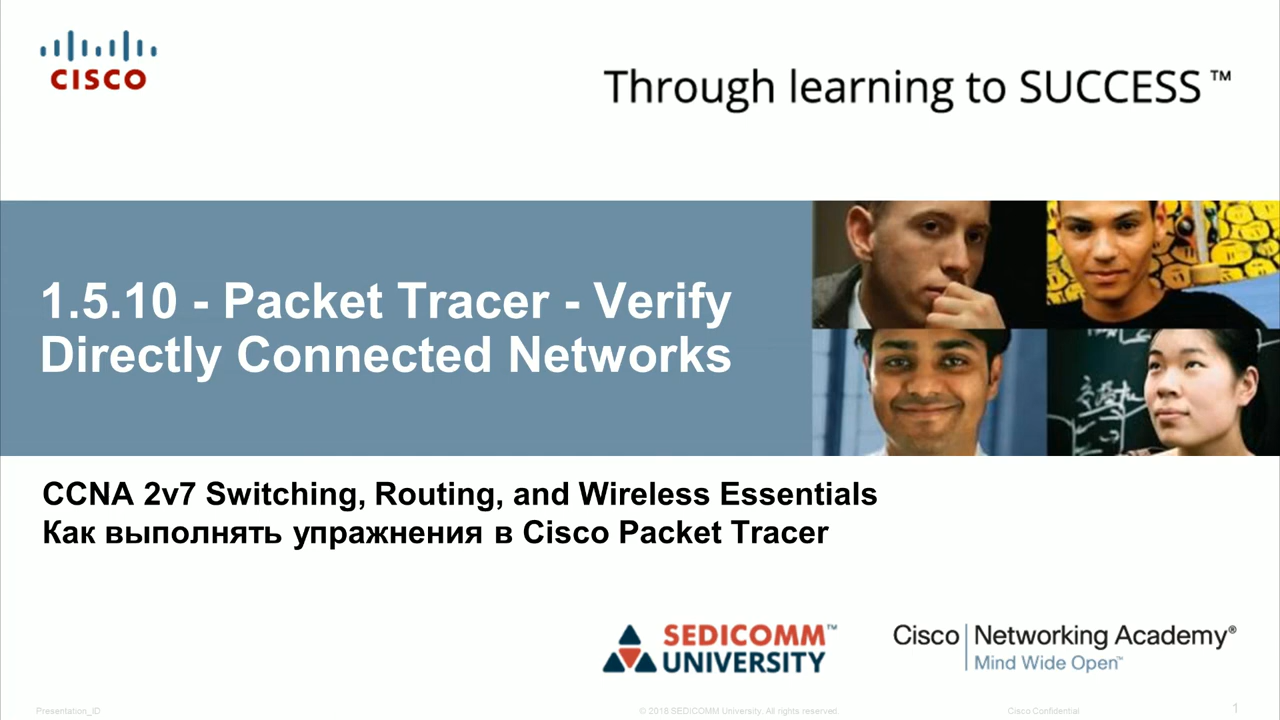 CISCO
Through learning to SUCCESS™
1.5.10 - Packet Tracer - Verify
Directly Connected Networks
CCNA 2v7 Switching, Routing, and Wireless Essentials
Как выполнять упражнения в Cisco Packet Tracer
SEDICOMM™
UNIVERSITY
Cisco Networking Academy®
Mind Wide Open™
Presentation_ID
© 2018 SEDICOMM University. All rights reserved.
Cisco Confidential
1